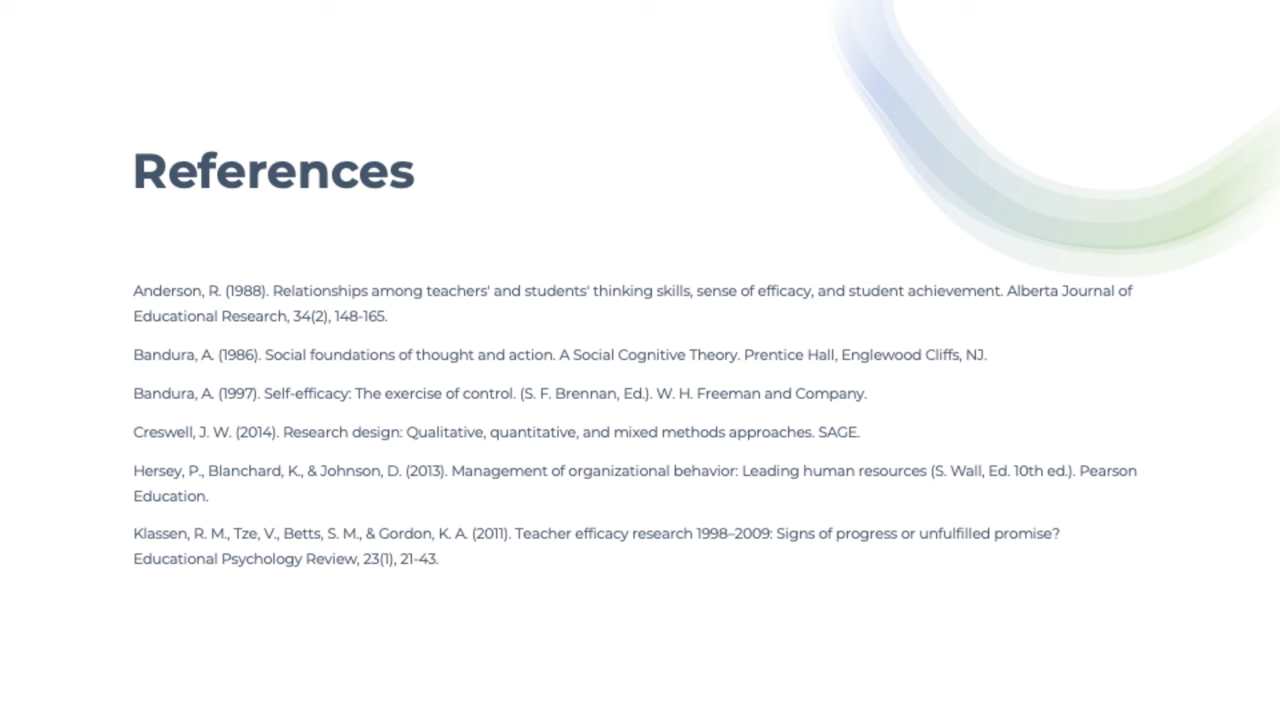 References
Anderson, R. (1988). Relationships among teachers' and students' thinking skills, sense of efficacy, and student achievement. Alberta Journal of
Educational Research, 34(2), 148-165.
Bandura, A. (1986). Social foundations of thought and action. A Social Cognitive Theory. Prentice Hall, Englewood Cliffs, NJ.
Bandura, A. (1997). Self-efficacy: The exercise of control. (S. F. Brennan, Ed.). W. H. Freeman and Company.
Creswell, J. W. (2014). Research design: Qualitative, quantitative, and mixed methods approaches. SAGE.
Hersey, P., Blanchard, K., & Johnson, D. (2013). Management of organizational behavior: Leading human resources (S. Wall, Ed. 10th ed.). Pearson
Education.
Klassen, R. M., Tze, V., Betts, S. M., & Gordon, K. A. (2011). Teacher efficacy research 1998–2009: Signs of progress or unfulfilled promise?
Educational Psychology Review, 23(1), 21-43.